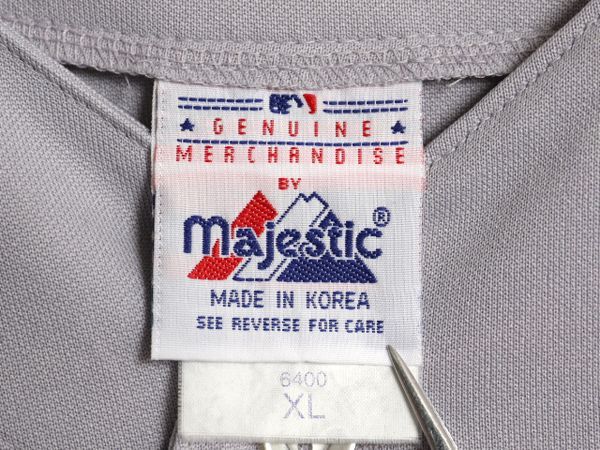 ★ GENUINE ★
MERCHANDISE
BY
majestic®
MADE IN KOREA
SEE REVERSE FOR CARE
6400
XL